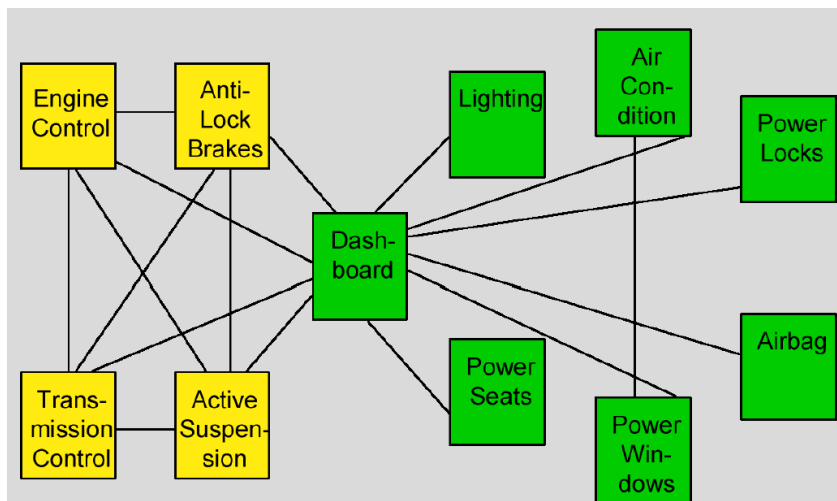 Engine
Control
Anti-
Lock
Brakes
Lighting
Air
Con-
dition
Power
Locks
Dash-
board
Trans-
mission
Control
Active
Suspen-
sion
Power
Seats
Power
Win-
dows
Airbag